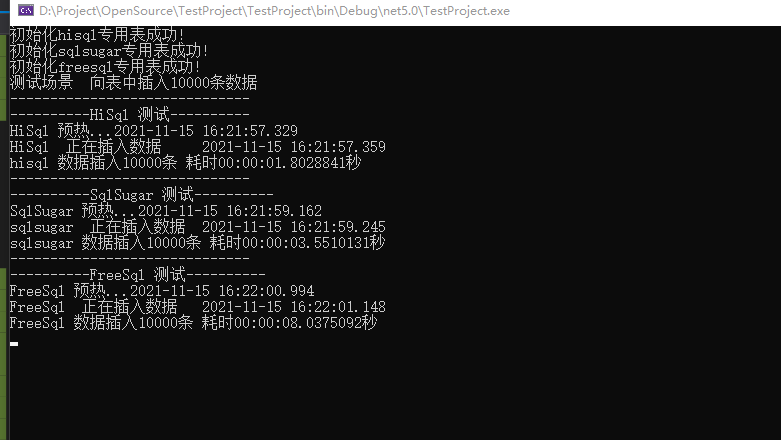 D:\Project\OpenSource\TestProject\TestProject\bin\Debug\net5.0\TestProject.exe
初始化hisql专用表成功!
初始化sqlsugar专用表成功!
初始化freesql专用表成功!
测试场景  向表中插入10000条数据
------------------------------
----------HiSql 测试----------
HiSql 预热...2021-11-15 16:21:57.329
HiSql  正在插入数据     2021-11-15 16:21:57.359
hisql 数据插入10000条 耗时00:00:01.8028841秒
------------------------------
----------SqlSugar 测试----------
SqlSugar 预热...2021-11-15 16:21:59.162
sqlsugar  正在插入数据  2021-11-15 16:21:59.245
sqlsugar 数据插入10000条 耗时00:00:03.5510131秒
------------------------------
----------FreeSql 测试----------
FreeSql 预热...2021-11-15 16:22:00.994
FreeSql  正在插入数据   2021-11-15 16:22:01.148
FreeSql 数据插入10000条 耗时00:00:08.0375092秒